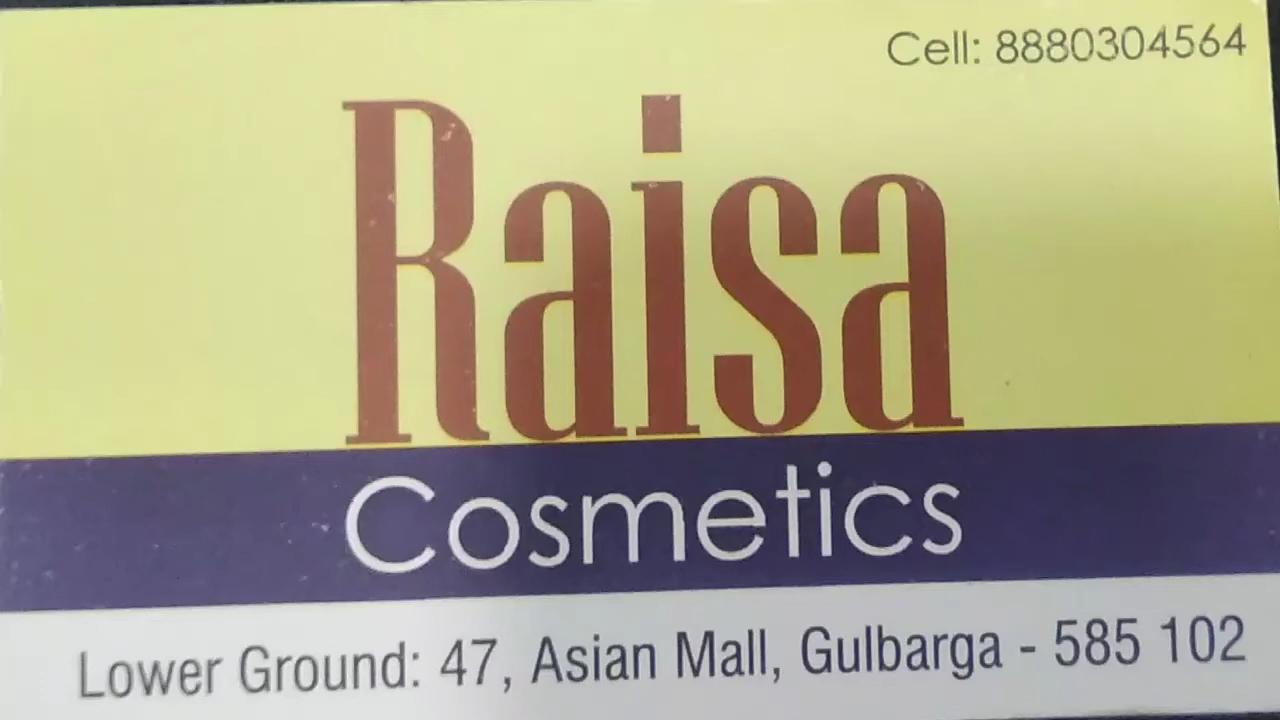 Cell: 8880304564
Raisa
Cosmetics
Lower Ground: 47, Asian Mall, Gulbarga - 585 102